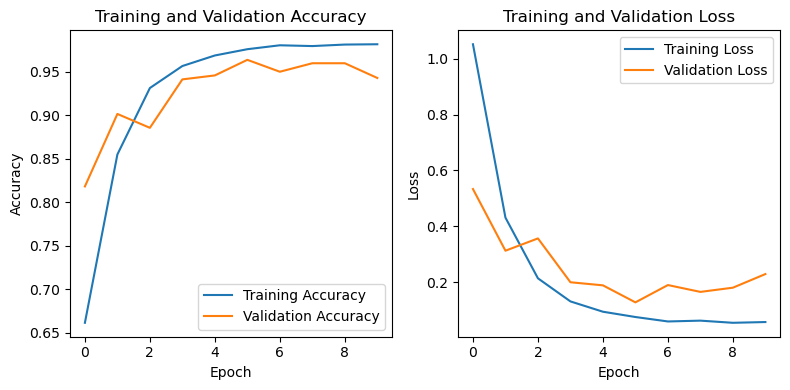 Training and Validation Accuracy
0.95
0.90
0.85
0.80
0.75
0.70
0.65
Accuracy
Training Accuracy
Validation Accuracy
0 2 4 6 8
Epoch
Training and Validation Loss
1.0
0.8
0.6
0.4
0.2
Loss
Training Loss
Validation Loss
0 2 4 6 8
Epoch